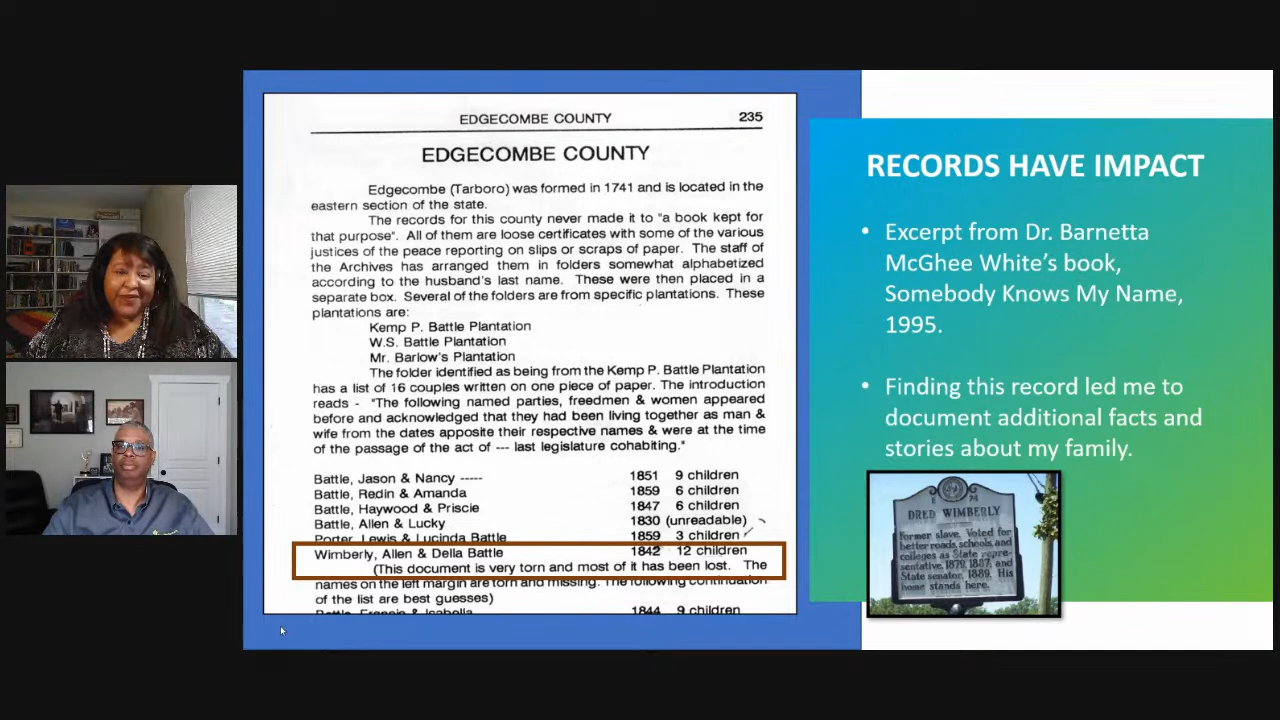 EDGECOMBE COUNTY 235
EDGECOMBE COUNTY
Edgecombe (Tarboro) was formed in 1741 and is located in the
eastern section of the state.
The records for this county never made it to "a book kept for
that purpose". All of them are loose certificates with some of the various
justices of the peace reporting on slips or scraps of paper. The staff of
the Archives has arranged them in folders somewhat alphabetized
according to the husband's last name. These were then placed in a
separate box. Several of the folders are from specific plantations. These
plantations are:
Kemp P. Battle Plantation
W.S. Battle Plantation
Mr. Barlow's Plantation
The folder identified as being from the Kemp P. Battle Plantation
has a list of 16 couples written on one piece of paper. The introduction
reads - "The following named parties, freedmen & women appeared
before and acknowledged that they had been living together as man &
wife from the dates apposite their respective names & were at the time
of the passage of the act of --- last legislature cohabiting."
Battle, Jason & Nancy ----- 1851 9 children
Battle, Redin & Amanda 1859 6 children
Battle, Haywood & Priscie 1847 6 children
Battle, Allen & Lucky 1830 (unreadable)
Porter, Lewis & Lucinda Battle 1859 3 children
Wimberly, Allen & Della Battle 1842 12 children
(This document is very torn and most of it has been lost. The
names on the left margin are torn and missing. The following continuation
of the list are best guesses)
Battle, Francis & Isabella 1844 9 children
RECORDS HAVE IMPACT
• Excerpt from Dr. Barnetta
McGhee White's book,
Somebody Knows My Name,
1995.
• Finding this record led me to
document additional facts and
stories about my family.
E 74
DRED WIMBERLY
Former slave. Voted for
better roads, schools, and
colleges as State repre-
sentative, 1879, 1887, and
State senator, 1889. His
home stands here.